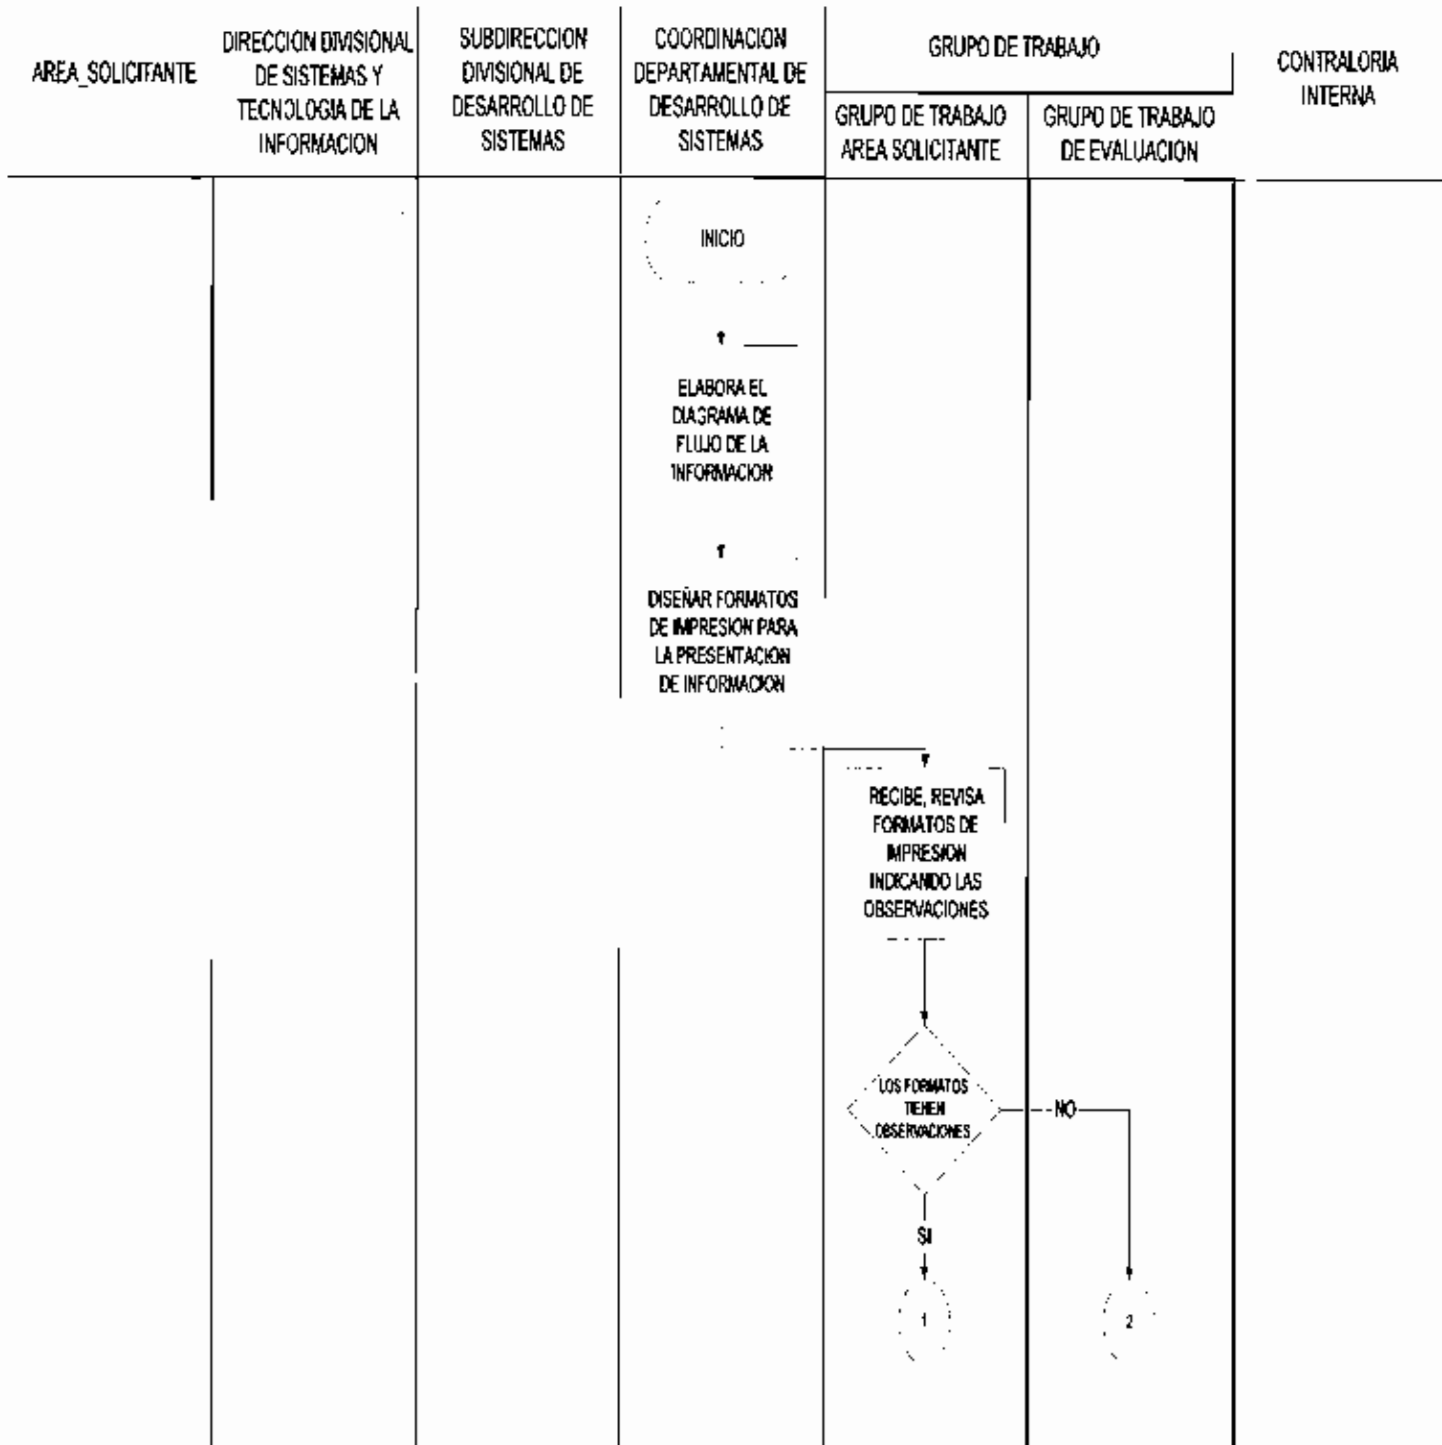 AREA_SOLICITANTE
DIRECCION DIVISIONAL
DE SISTEMAS Y
TECNOLOGIA DE LA
INFORMACION
SUBDIRECCION
DIVISIONAL DE
DESARROLLO DE
SISTEMAS
COORDINACION
DEPARTAMENTAL DE
DESARROLLO DE
SISTEMAS
GRUPO DE TRABAJO
GRUPO DE TRABAJO
AREA SOLICITANTE
GRUPO DE TRABAJO
DE EVALUACION
CONTRALORIA
INTERNA
INICIO
ELABORA EL
DIAGRAMA DE
FLUJO DE LA
INFORMACION
DISEÑAR FORMATOS
DE IMPRESION PARA
LA PRESENTACION
DE INFORMACION
RECIBE, REVISA
FORMATOS DE
IMPRESION
INDICANDO LAS
OBSERVACIONES
LOS FORMATOS
TIENEN
OBSERVACIONES
NO
SI
1
2